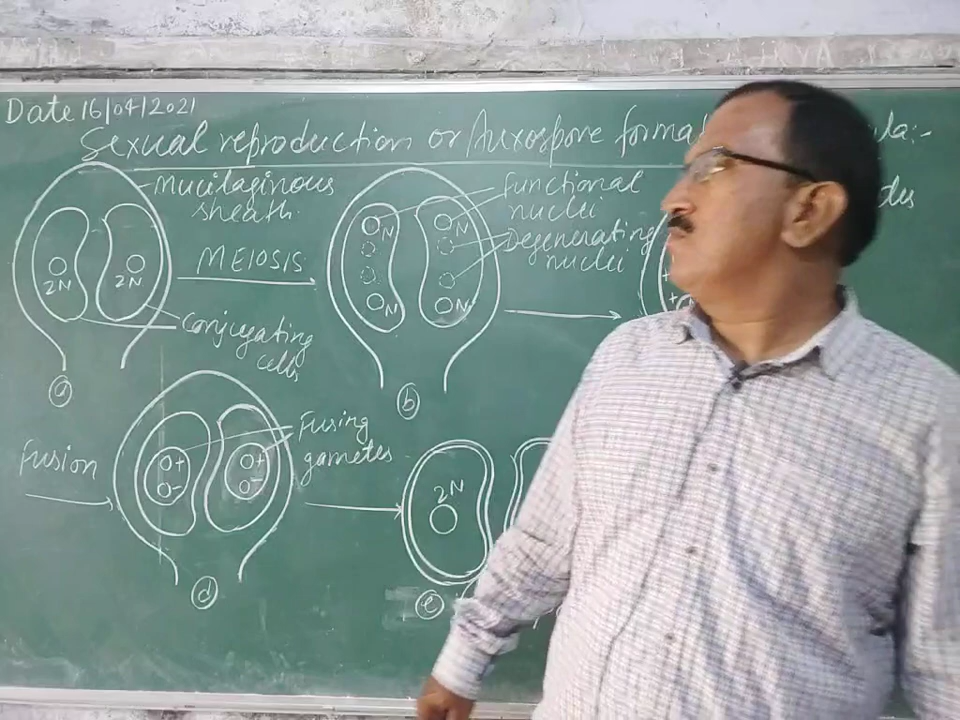 Date 16/04/2021
Sexual reproduction or Auxospore forma
Mucilaginous
sheath.
2N
2N
MEIOSIS
Conjugating
cells
a
Functional
nuclei
Degenerating
nuclei
N
N
N
N
b
Fusion
+
-
+
-
Fusing
gametes
d
2N
e